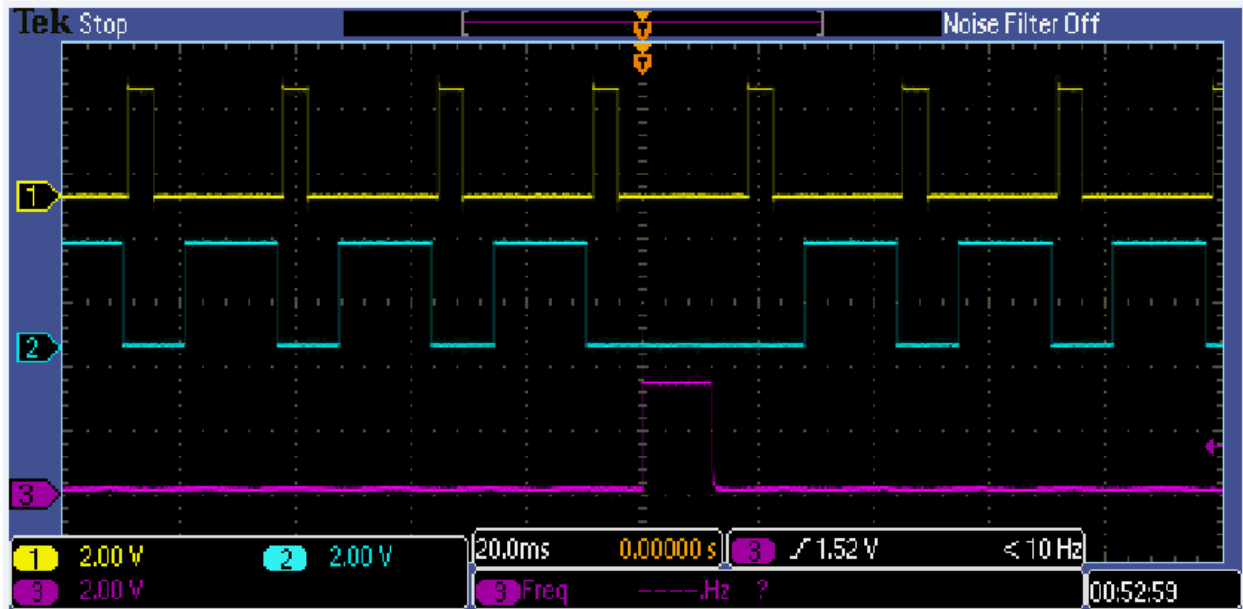 Tek Stop Noise Filter Off
T
T
1
2
3
1 2.00 V 2 2.00 V 20.0ms 0.00000 s 3 1.52 V < 10 Hz
3 2.00 V 3 Freq ----.Hz ? 00:52:59